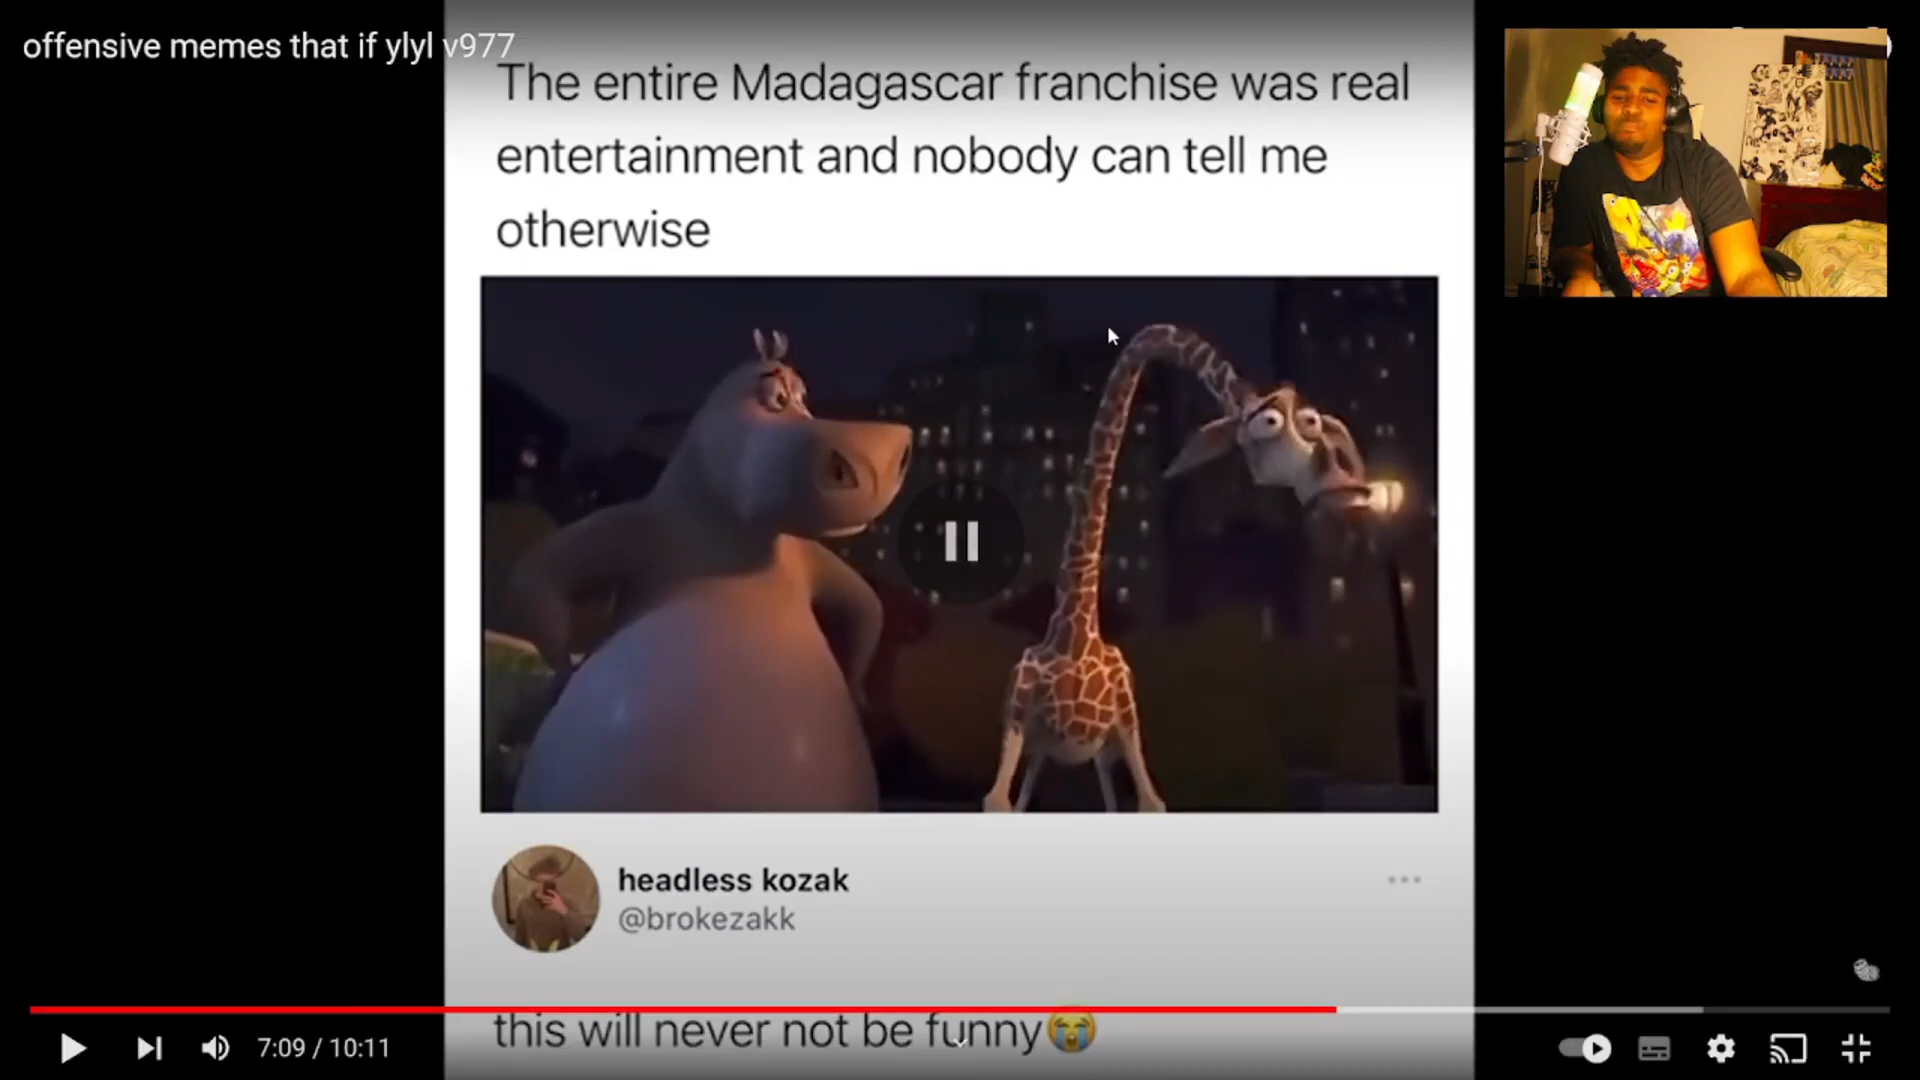 offensive memes that if ylyl v977
The entire Madagascar franchise was real
entertainment and nobody can tell me
otherwise
headless kozak
@brokezakk
this will never not be funny😭
7:09 / 10:11